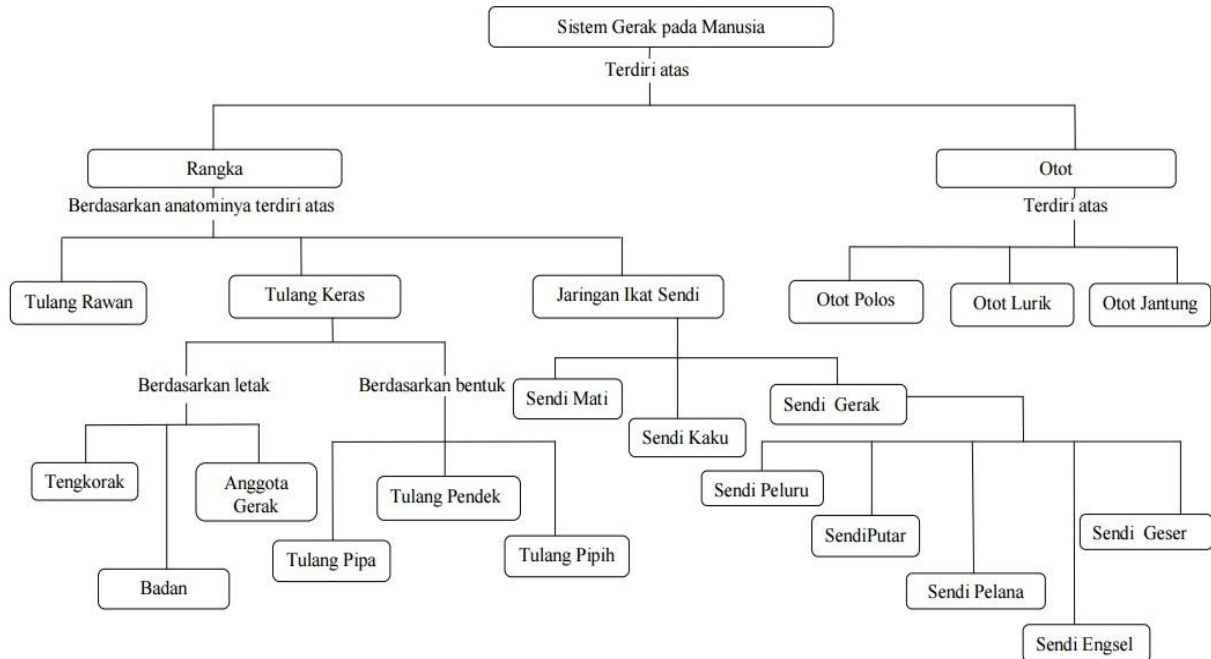 Sistem Gerak pada Manusia
Terdiri atas
Rangka
Otot
Berdasarkan anatominya terdiri atas
Terdiri atas
Tulang Rawan
Tulang Keras
Jaringan Ikat Sendi
Otot Polos
Otot Lurik
Otot Jantung
Berdasarkan letak
Berdasarkan bentuk
Sendi Mati
Sendi Kaku
Sendi Gerak
Tengkorak
Anggota
Gerak
Badan
Tulang Pipa
Tulang Pendek
Tulang Pipih
Sendi Peluru
SendiPutar
Sendi Pelana
Sendi Engsel
Sendi Geser